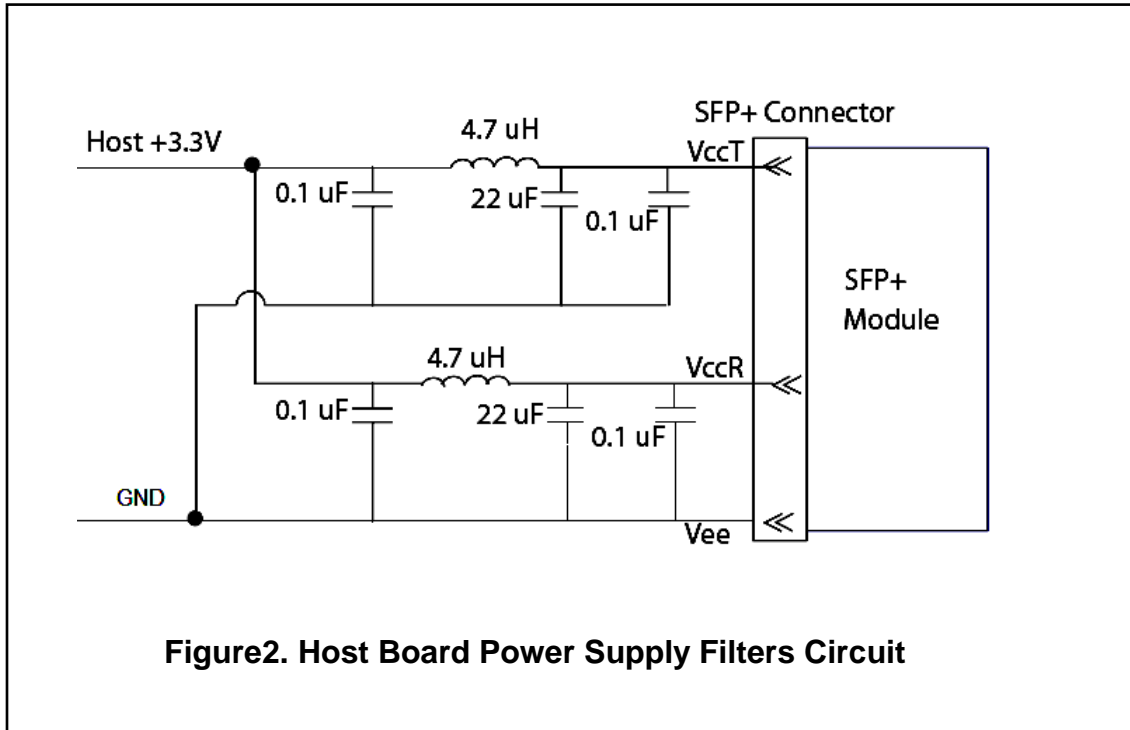 SFP+ Connector
4.7 uH
Host +3.3V
VccT
0.1 uF
22 uF
0.1 uF
SFP+
Module
4.7 uH
VccR
0.1 uF
22 uF
0.1 uF
GND
Vee
Figure2. Host Board Power Supply Filters Circuit